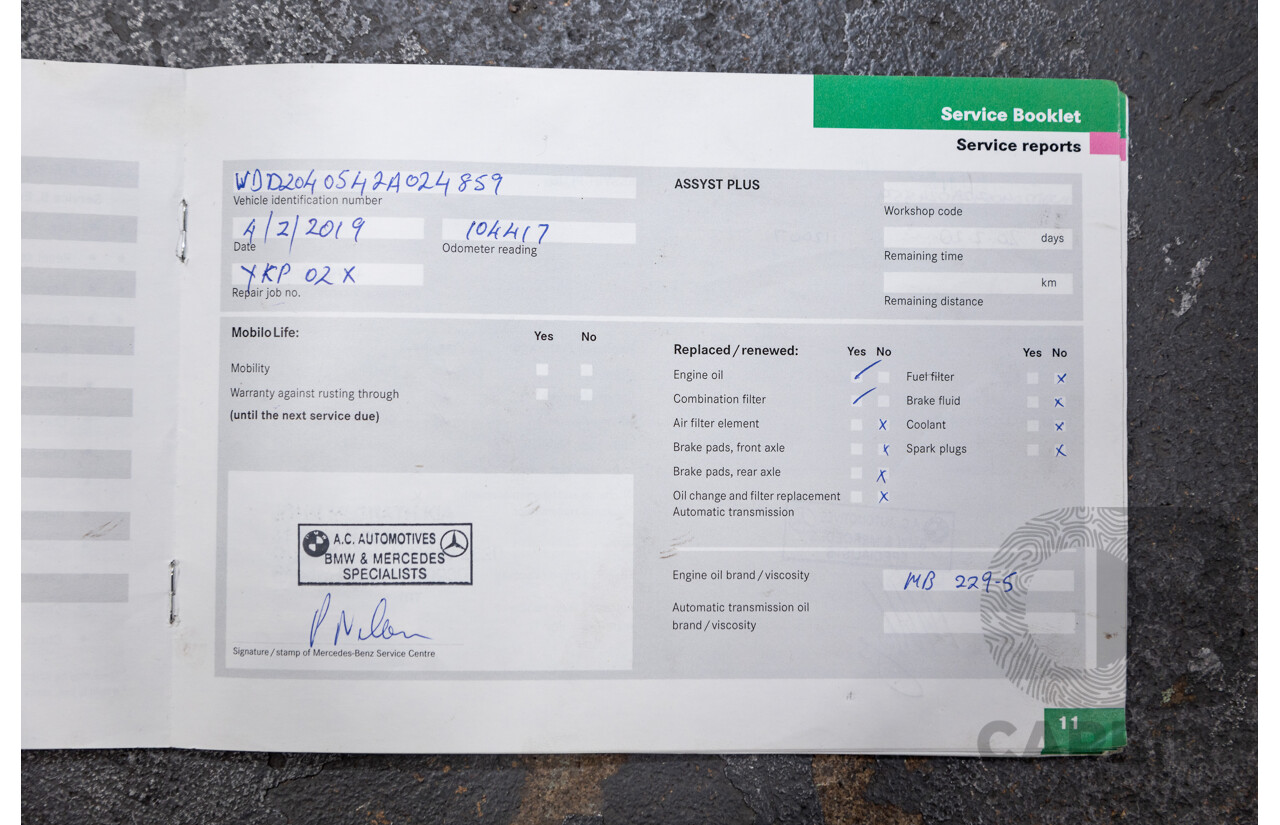 Service Booklet
Service reports
WDD2040542A024859
Vehicle identification number
4/2/2019
Date
104417
Odometer reading
YKP 02X
Repair job no.
ASSYST PLUS
Workshop code
days
Remaining time
km
Remaining distance
MobiloLife:
Yes No
Mobility
Warranty against rusting through
(until the next service due)
A.C. AUTOMOTIVES
BMW & MERCEDES
SPECIALISTS
Signature/stamp of Mercedes-Benz Service Centre
Replaced/renewed:
Yes No
Engine oil
Combination filter
Air filter element
Brake pads, front axle
Brake pads, rear axle
Oil change and filter replacement
Automatic transmission
Yes No
Fuel filter
Brake fluid
Coolant
Spark plugs
Engine oil brand/viscosity
MB 229-5
Automatic transmission oil
brand/viscosity
11